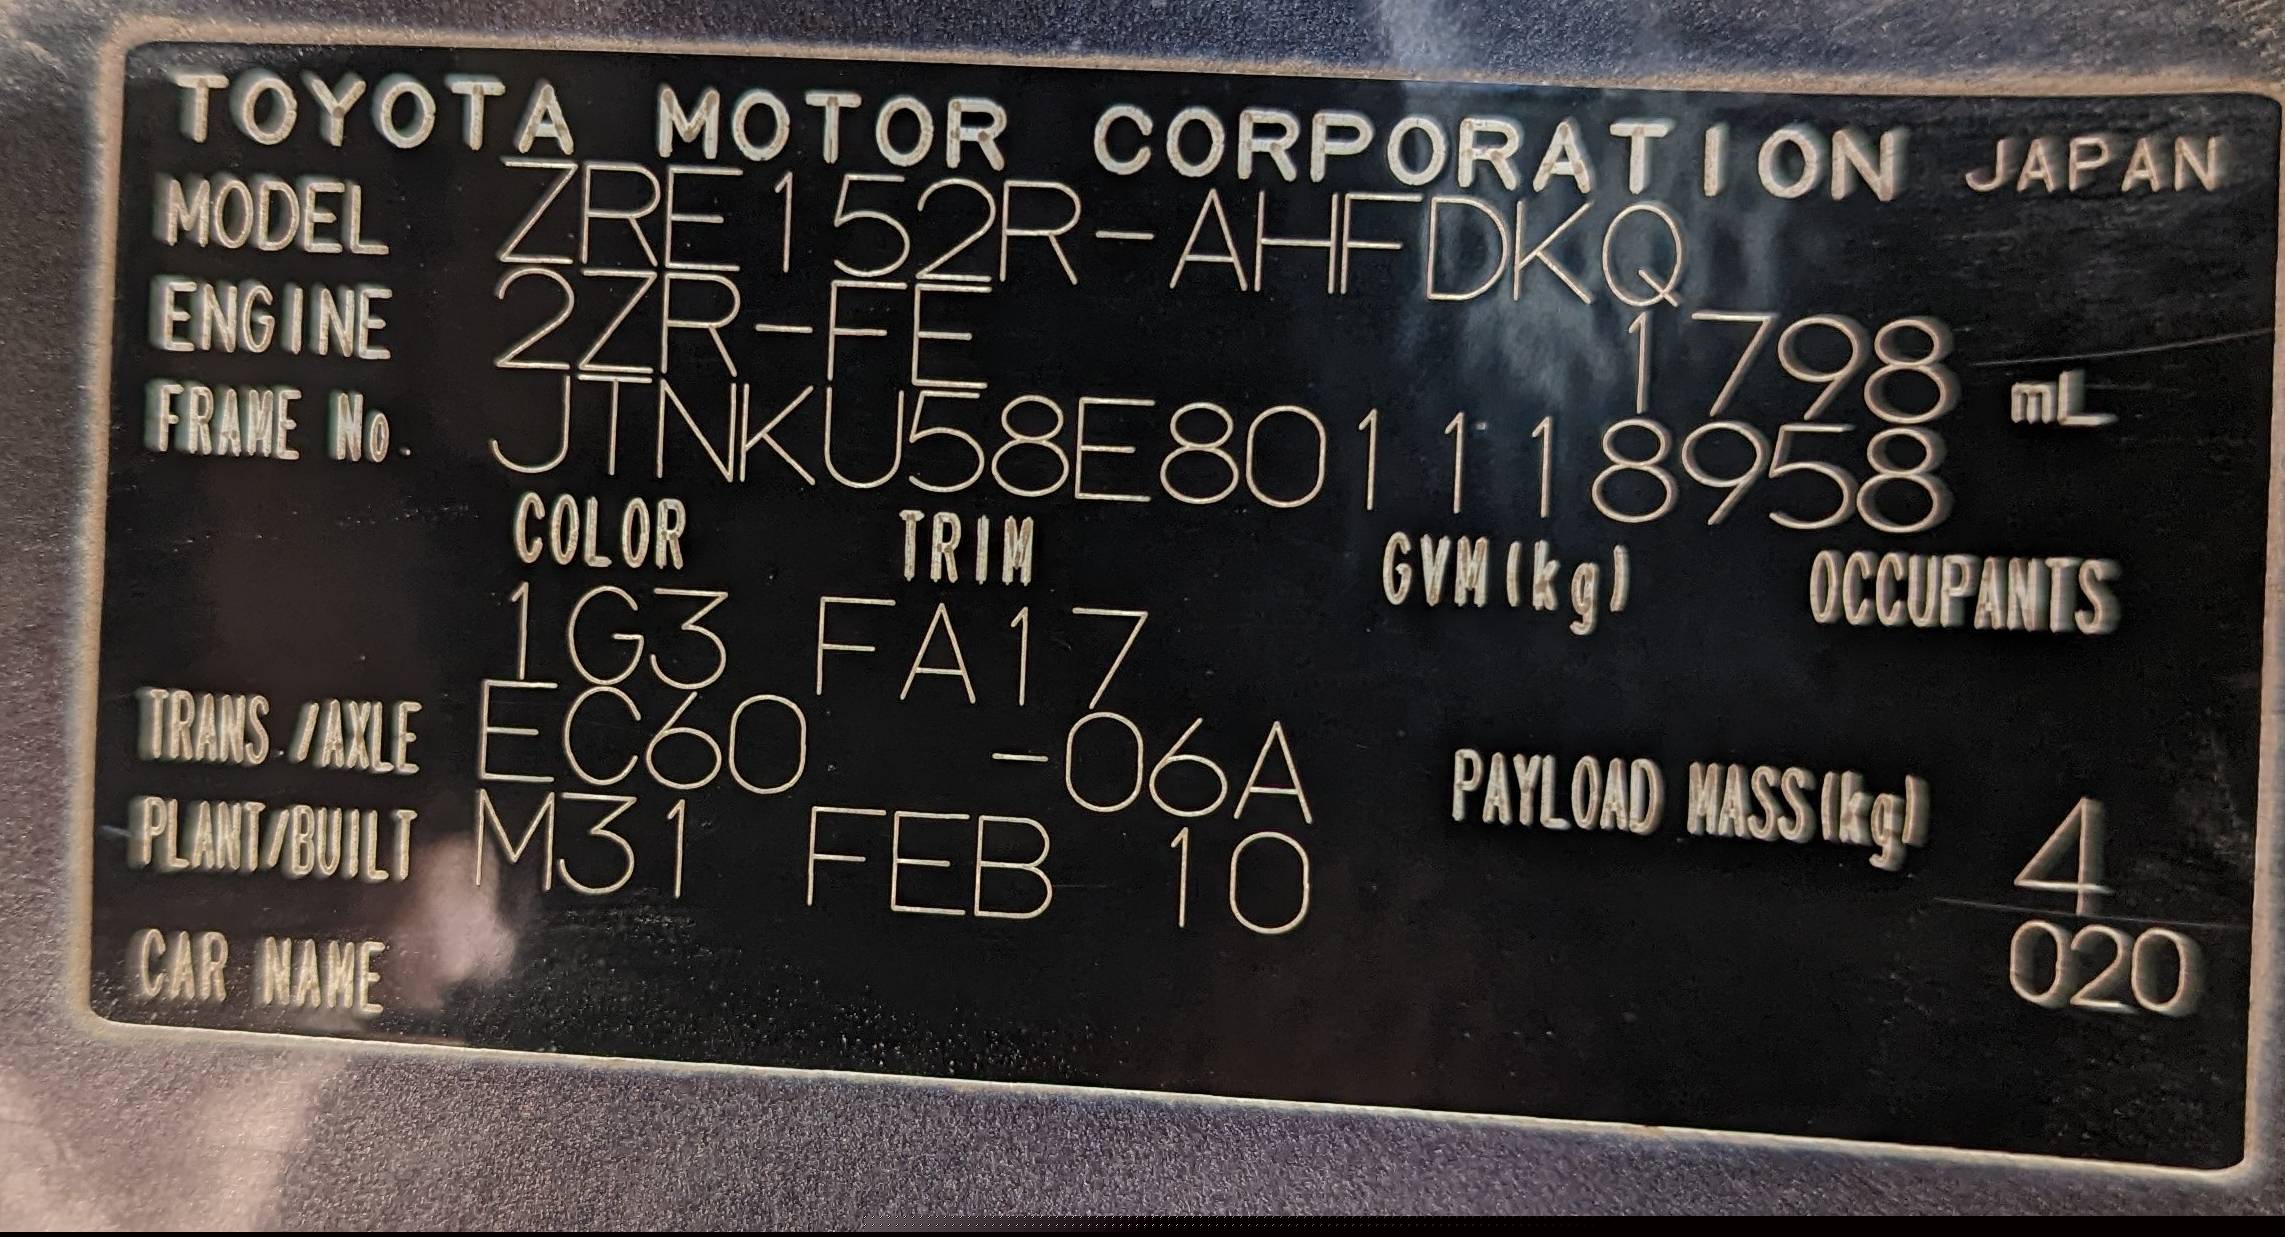 TOYOTA MOTOR CORPORATION JAPAN
MODEL ZRE152R-AHFDKQ
ENGINE 2ZR-FE 1798 mL
FRAME No. JTNKU58E801118958
COLOR TRIM GVM(kg) OCCUPANTS
1G3 FA17
TRANS./AXLE EC60 -06A
PAYLOAD MASS(kg) 4
PLANT/BUILT M31 FEB 10
020
CAR NAME